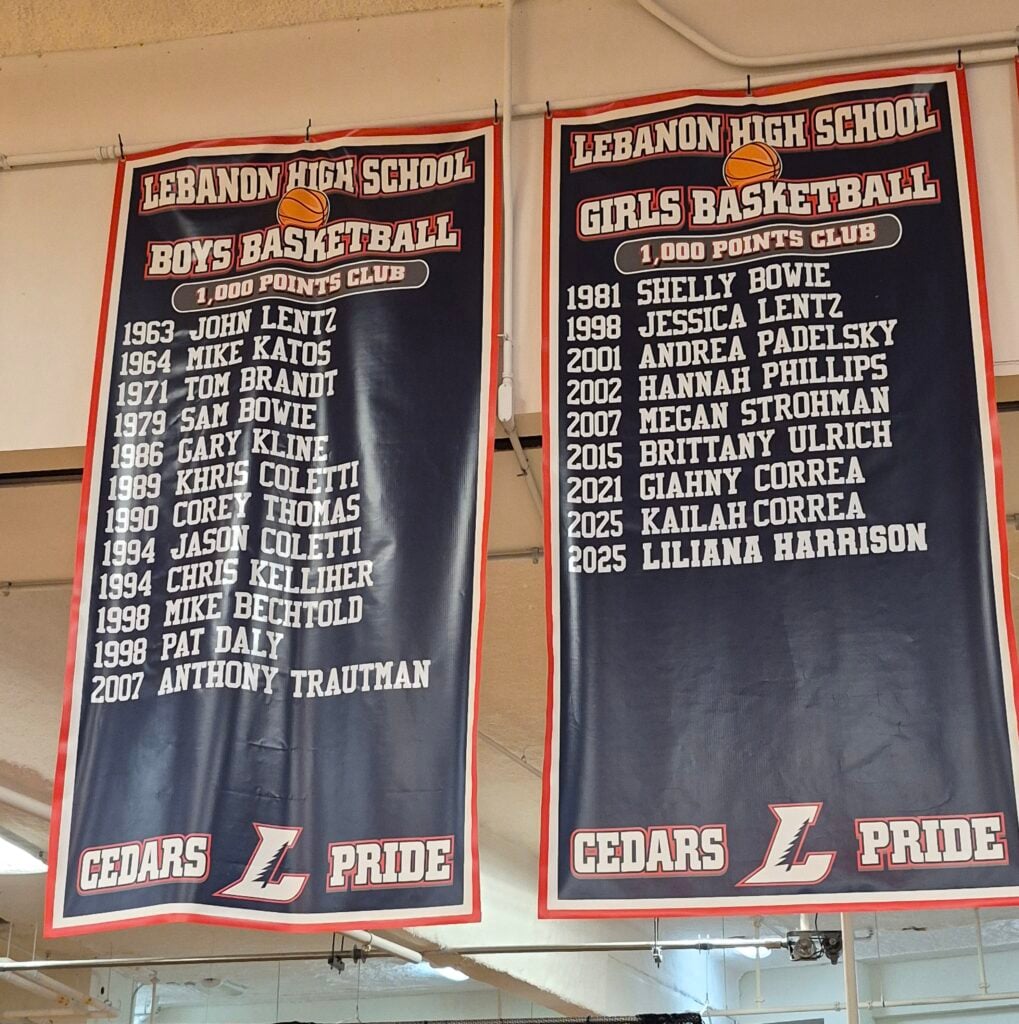 LEBANON HIGH SCHOOL
BOYS BASKETBALL
1,000 POINTS CLUB
1963 JOHN LENTZ
1964 MIKE KATOS
1971 TOM BRANDT
1979 SAM BOWIE
1986 GARY KLINE
1989 KHRIS COLETTI
1990 COREY THOMAS
1994 JASON COLETTI
1994 CHRIS KELLIHER
1998 MIKE BECHTOLD
1998 PAT DALY
2007 ANTHONY TRAUTMAN
CEDARS L PRIDE
LEBANON HIGH SCHOOL
GIRLS BASKETBALL
1,000 POINTS CLUB
1981 SHELLY BOWIE
1998 JESSICA LENTZ
2001 ANDREA PADELSKY
2002 HANNAH PHILLIPS
2007 MEGAN STROHMAN
2015 BRITTANY ULRICH
2021 GIAHNY CORREA
2025 KAILAH CORREA
2025 LILIANA HARRISON
CEDARS L PRIDE